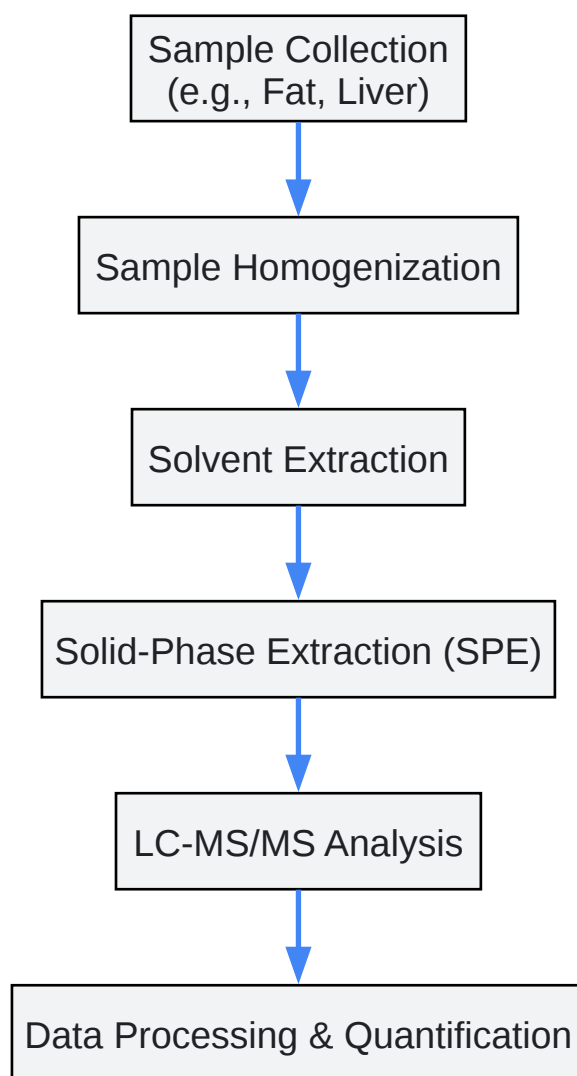 Sample Collection
(e.g., Fat, Liver)
Sample Homogenization
Solvent Extraction
Solid-Phase Extraction (SPE)
LC-MS/MS Analysis
Data Processing & Quantification